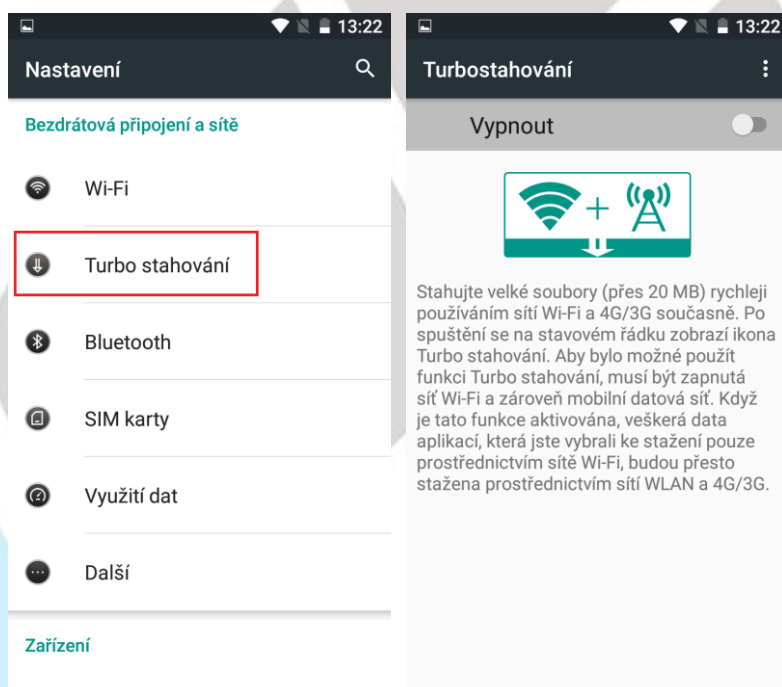 13:22
Nastavení
Bezdrátová připojení a sítě
Wi-Fi
Turbo stahování
Bluetooth
SIM karty
Využití dat
Další
Zařízení
13:22
Turbostahování
Vypnout
Stahujte velké soubory (přes 20 MB) rychleji
používáním sítí Wi-Fi a 4G/3G současně. Po
spuštění se na stavovém řádku zobrazí ikona
Turbo stahování. Aby bylo možné použít
funkci Turbo stahování, musí být zapnutá
síť Wi-Fi a zároveň mobilní datová síť. Když
je tato funkce aktivována, veškerá data
aplikací, která jste vybrali ke stažení pouze
prostřednictvím sítě Wi-Fi, budou přesto
stažena prostřednictvím sítí WLAN a 4G/3G.